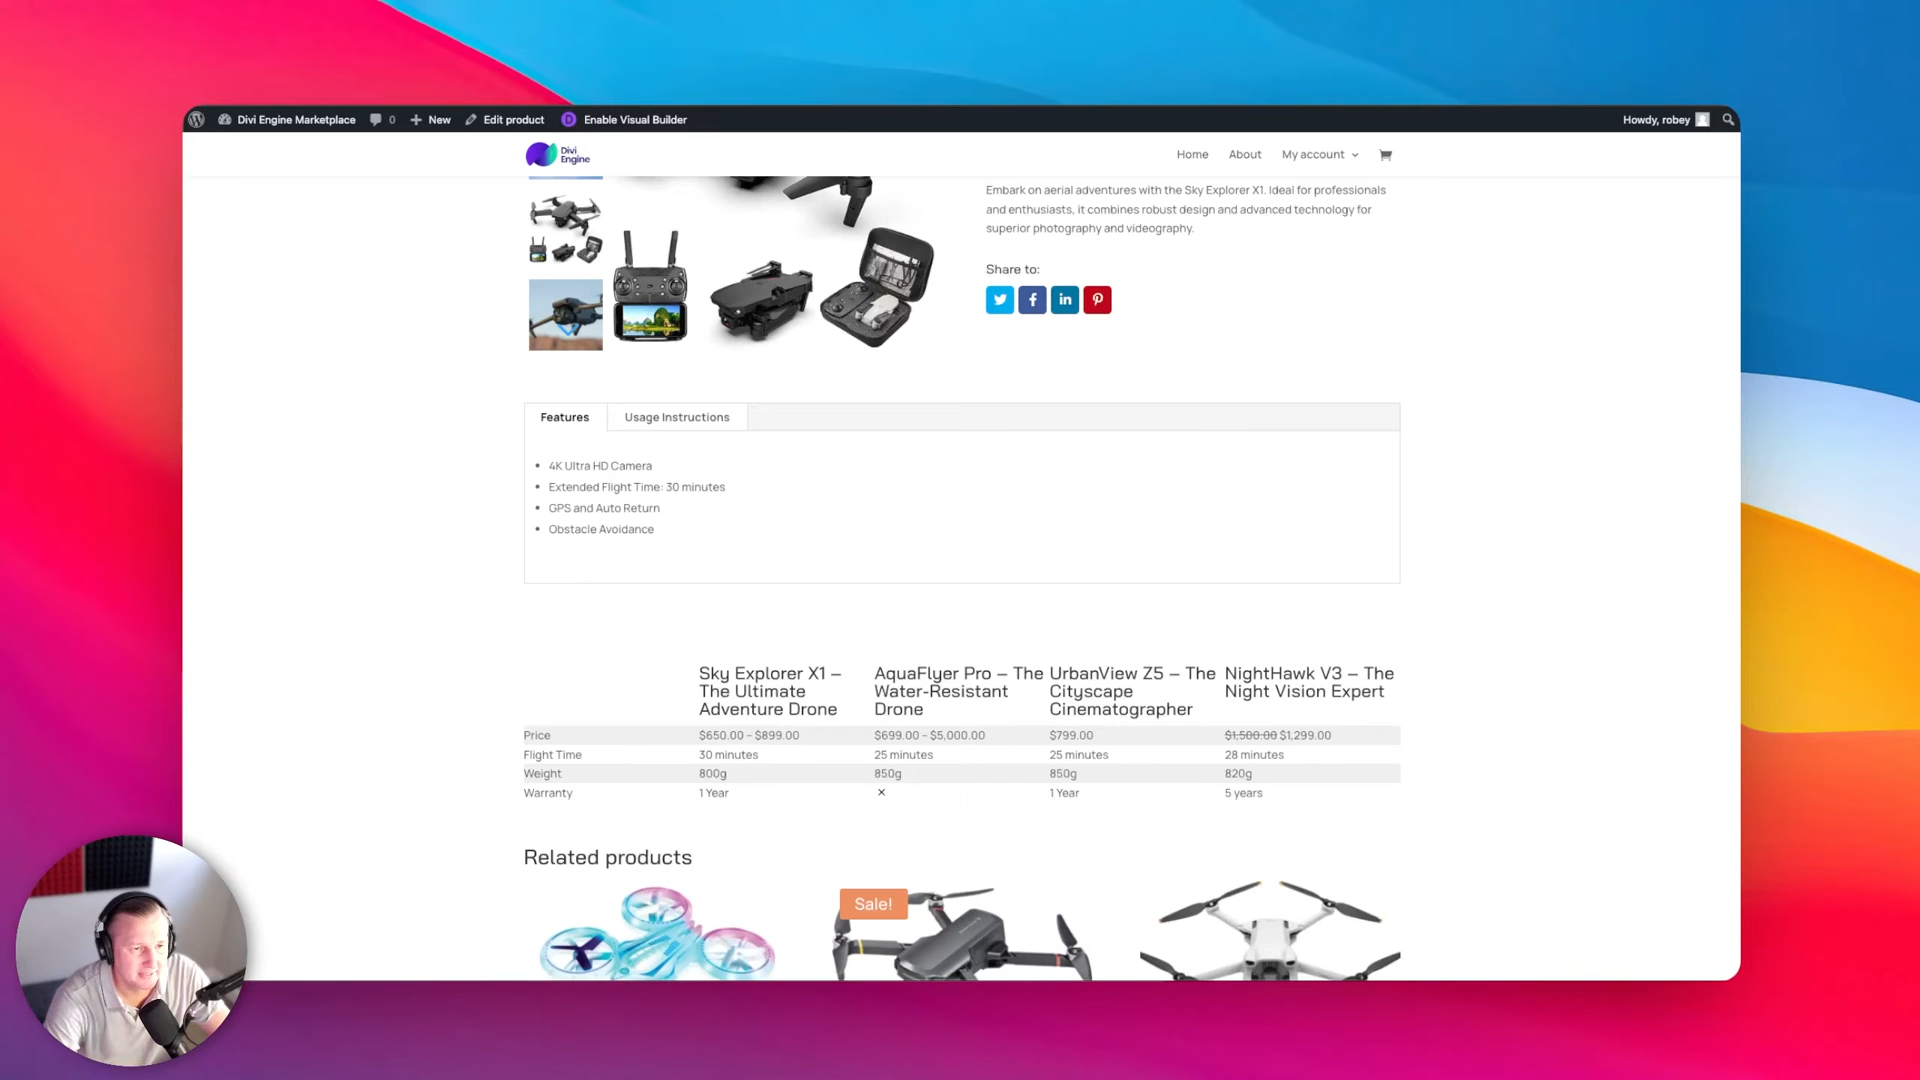 Divi Engine Marketplace 0 New Edit product D Enable Visual Builder Howdy, robey
Divi
Engine
Home About My account
Embark on aerial adventures with the Sky Explorer X1. Ideal for professionals
and enthusiasts, it combines robust design and advanced technology for
superior photography and videography.
Share to:
Features Usage Instructions
4K Ultra HD Camera
Extended Flight Time: 30 minutes
GPS and Auto Return
Obstacle Avoidance
Sky Explorer X1 – AquaFlyer Pro – The UrbanView Z5 – The NightHawk V3 – The
The Ultimate Water-Resistant Cityscape Night Vision Expert
Adventure Drone Drone Cinematographer
Price $650.00 – $899.00 $699.00 – $5,000.00 $799.00 $1,500.00 $1,299.00
Flight Time 30 minutes 25 minutes 25 minutes 28 minutes
Weight 800g 850g 850g 820g
Warranty 1 Year × 1 Year 5 years
Related products
Sale!